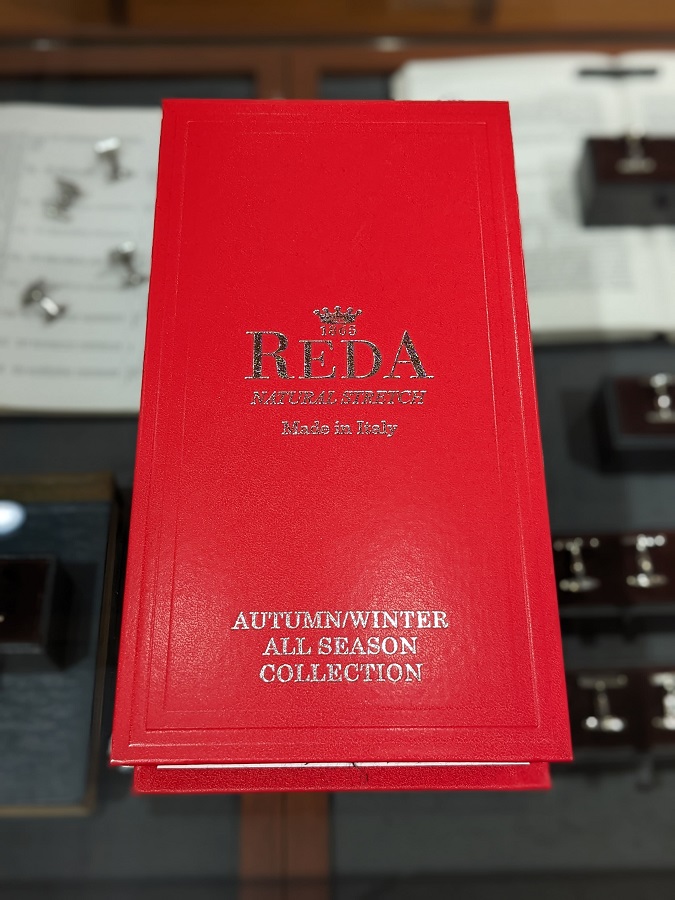 1865
REDA
NATURAL STRETCH
Made in Italy
AUTUMN/WINTER
ALL SEASON
COLLECTION